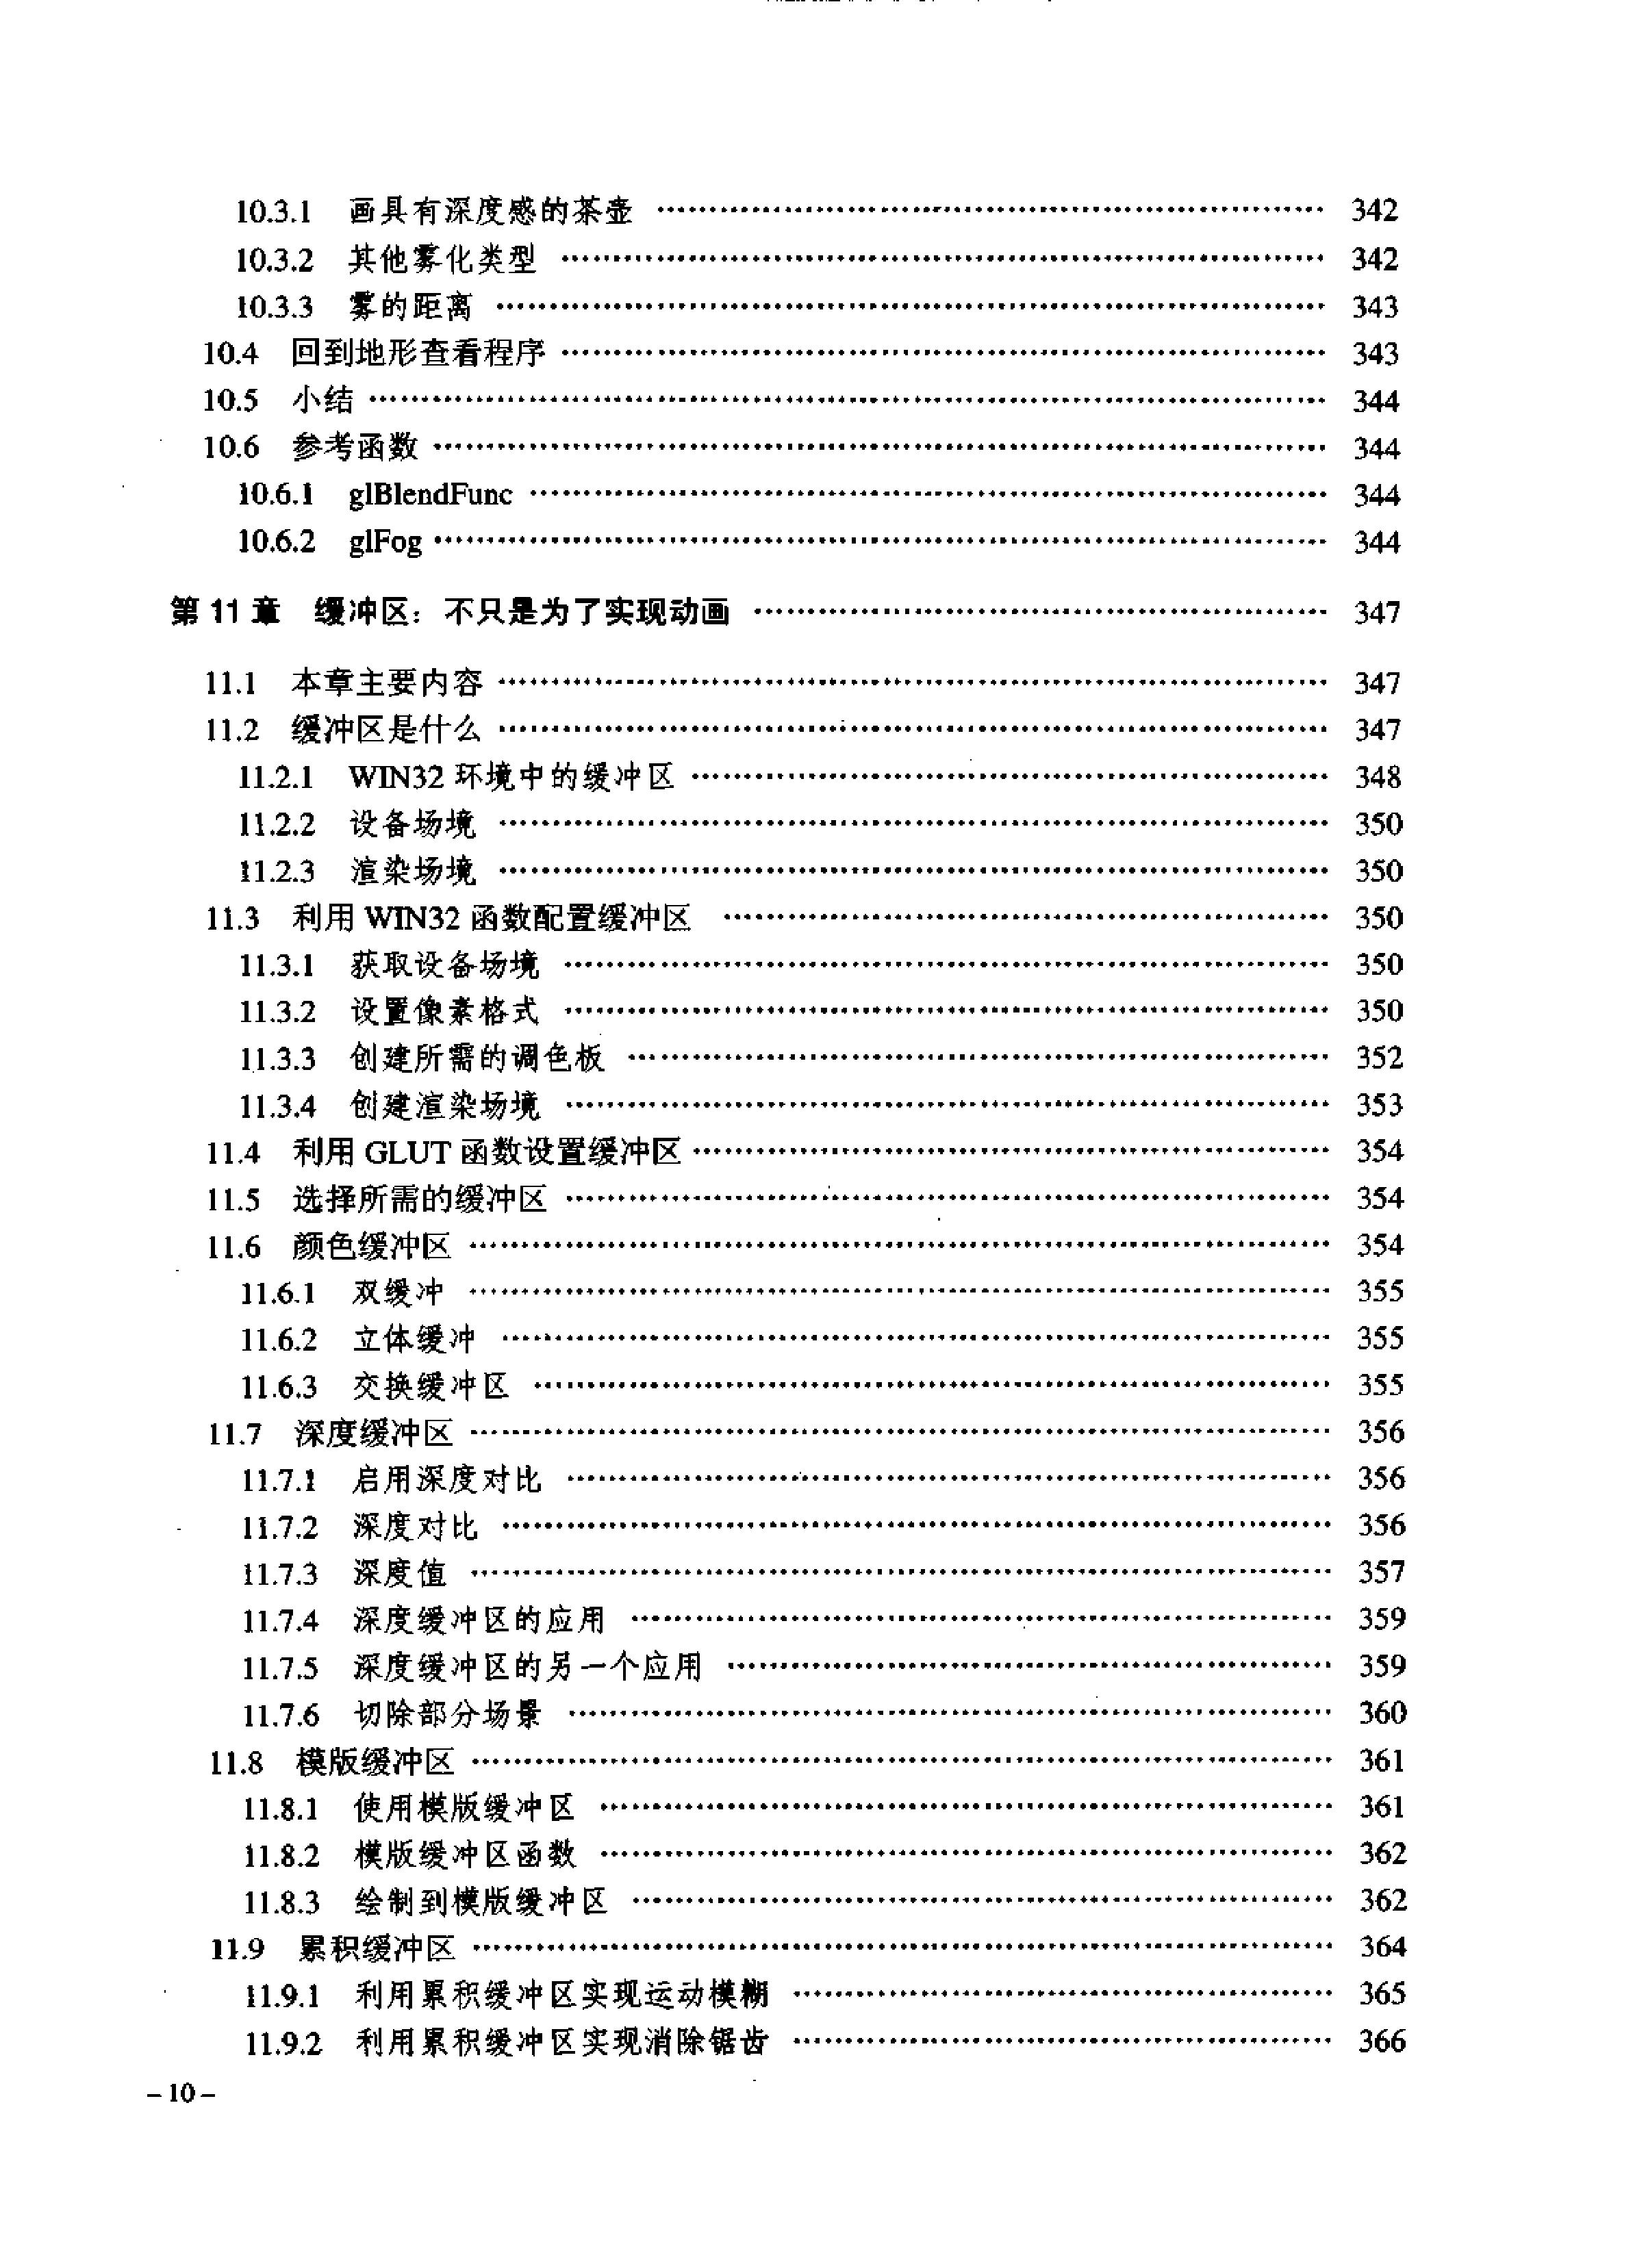 10.3.1 画具有深度感的茶壶 ………… 342
10.3.2 其他雾化类型 ………… 342
10.3.3 雾的距离 ………… 343
10.4 回到地形查看程序 ………… 343
10.5 小结 ………… 344
10.6 参考函数 ………… 344
10.6.1 glBlendFunc ………… 344
10.6.2 glFog ………… 344
第 11 章 缓冲区：不只是为了实现动画 ………… 347
11.1 本章主要内容 ………… 347
11.2 缓冲区是什么 ………… 347
11.2.1 WIN32 环境中的缓冲区 ………… 348
11.2.2 设备场境 ………… 350
11.2.3 渲染场境 ………… 350
11.3 利用 WIN32 函数配置缓冲区 ………… 350
11.3.1 获取设备场境 ………… 350
11.3.2 设置像素格式 ………… 350
11.3.3 创建所需的调色板 ………… 352
11.3.4 创建渲染场境 ………… 353
11.4 利用 GLUT 函数设置缓冲区 ………… 354
11.5 选择所需的缓冲区 ………… 354
11.6 颜色缓冲区 ………… 354
11.6.1 双缓冲 ………… 355
11.6.2 立体缓冲 ………… 355
11.6.3 交换缓冲区 ………… 355
11.7 深度缓冲区 ………… 356
11.7.1 启用深度对比 ………… 356
11.7.2 深度对比 ………… 356
11.7.3 深度值 ………… 357
11.7.4 深度缓冲区的应用 ………… 359
11.7.5 深度缓冲区的另一个应用 ………… 359
11.7.6 切除部分场景 ………… 360
11.8 模版缓冲区 ………… 361
11.8.1 使用模版缓冲区 ………… 361
11.8.2 模版缓冲区函数 ………… 362
11.8.3 绘制到模版缓冲区 ………… 362
11.9 累积缓冲区 ………… 364
11.9.1 利用累积缓冲区实现运动模糊 ………… 365
11.9.2 利用累积缓冲区实现消除锯齿 ………… 366
– 10 –